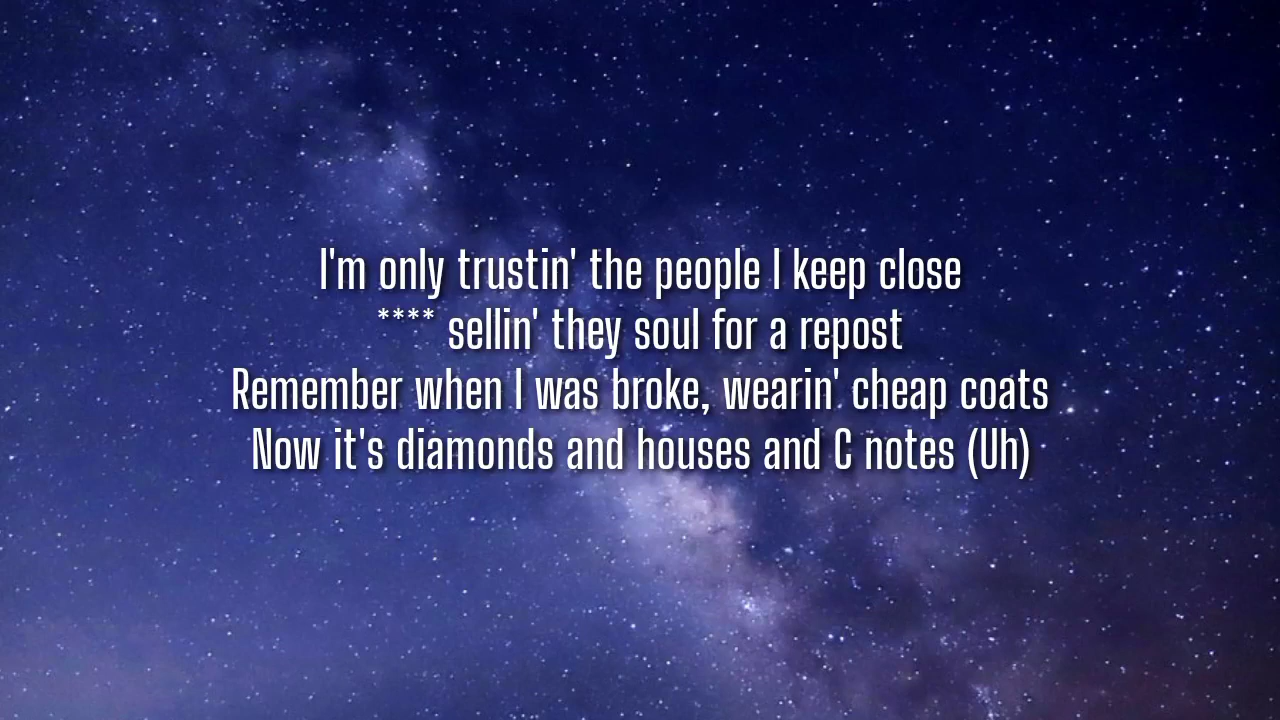 I'm only trustin' the people I keep close
**** sellin' they soul for a repost
Remember when I was broke, wearin' cheap coats
Now it's diamonds and houses and C notes (Uh)